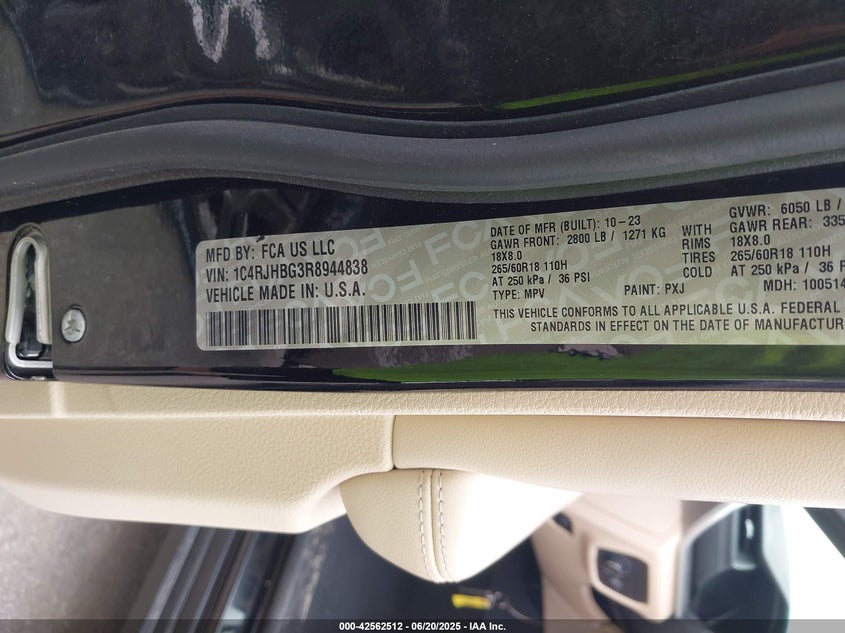 MFD BY: FCA US LLC
VIN: 1C4RJHBG3R8944838
VEHICLE MADE IN: U.S.A.
DATE OF MFR (BUILT): 10-23
GVWR: 6050 LB /
GAWR FRONT: 2800 LB / 1271 KG WITH GAWR REAR: 335
18X8.0 RIMS 18X8.0
265/60R18 110H TIRES 265/60R18 110H
AT 250 kPa / 36 PSI COLD AT 250 kPa / 36 P
TYPE: MPV PAINT: PXJ MDH: 100514
THIS VEHICLE CONFORMS TO ALL APPLICABLE U.S.A. FEDERAL
STANDARDS IN EFFECT ON THE DATE OF MANUFACTUR
000-42562512 - 06/20/2025 - IAA Inc.